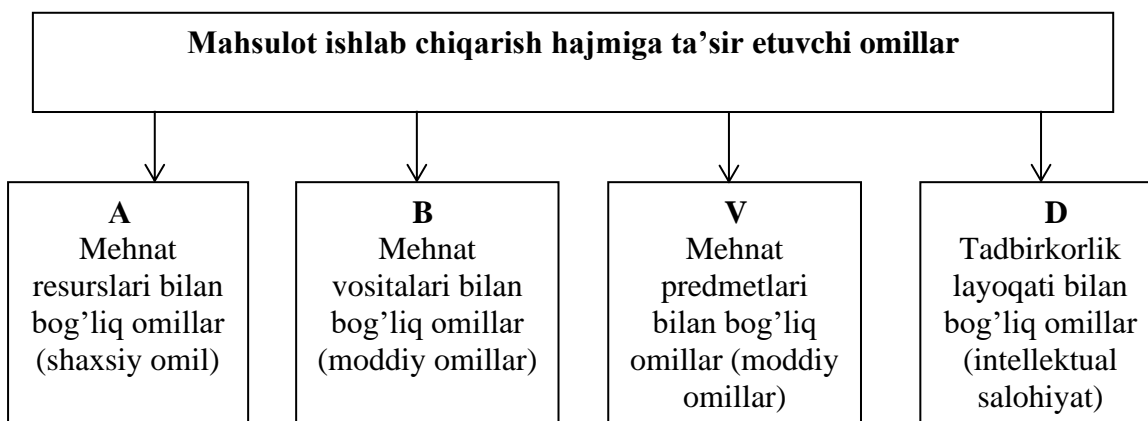 Mahsulot ishlab chiqarish hajmiga ta’sir etuvchi omillar
A
Mehnat
resurslari bilan
bog’liq omillar
(shaxsiy omil)
B
Mehnat
vositalari bilan
bog’liq omillar
(moddiy omillar)
V
Mehnat
predmetlari
bilan bog’liq
omillar (moddiy
omillar)
D
Tadbirkorlik
layoqati bilan
bog’liq omillar
(intellektual
salohiyat)